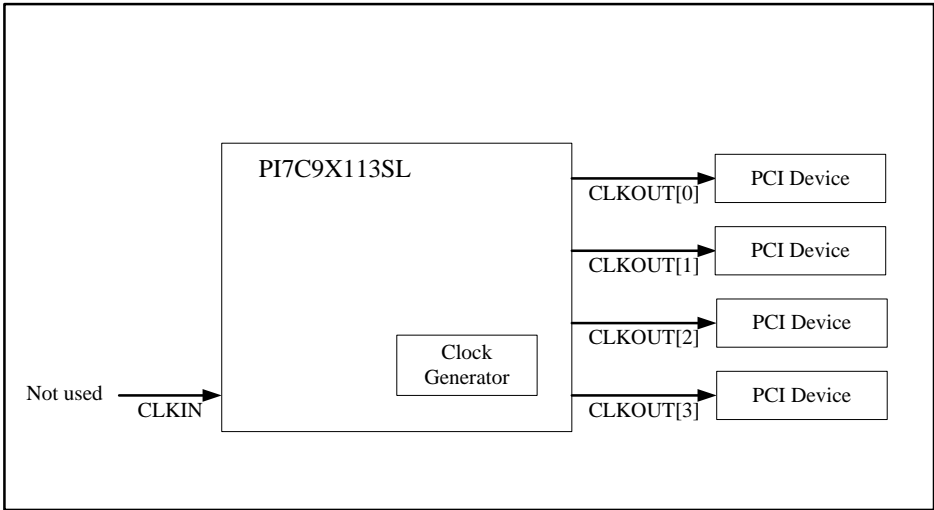 PI7C9X113SL
CLKOUT[0]
PCI Device
CLKOUT[1]
PCI Device
CLKOUT[2]
PCI Device
Clock
Generator
Not used
CLKIN
CLKOUT[3]
PCI Device